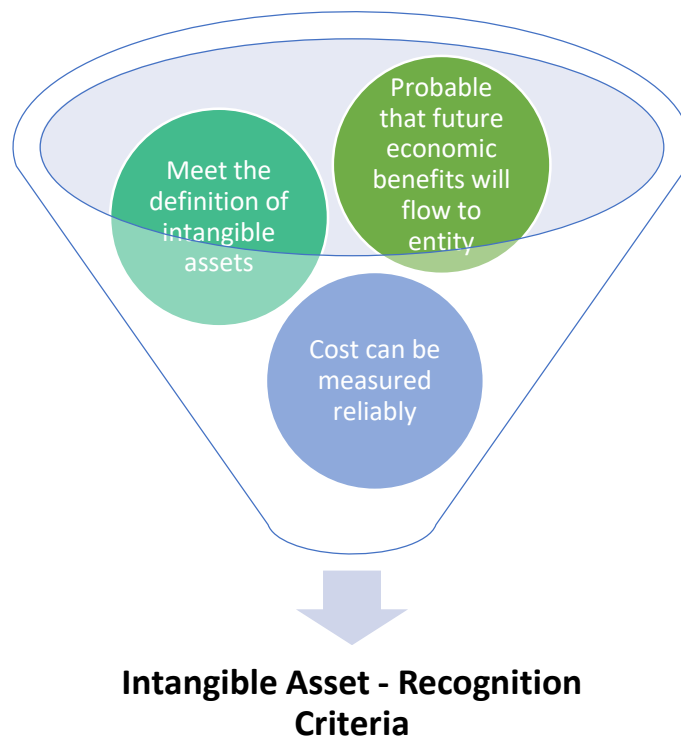 Probable
that future
economic
benefits will
flow to
entity
Meet the
definition of
intangible
assets
Cost can be
measured
reliably
Intangible Asset - Recognition
Criteria